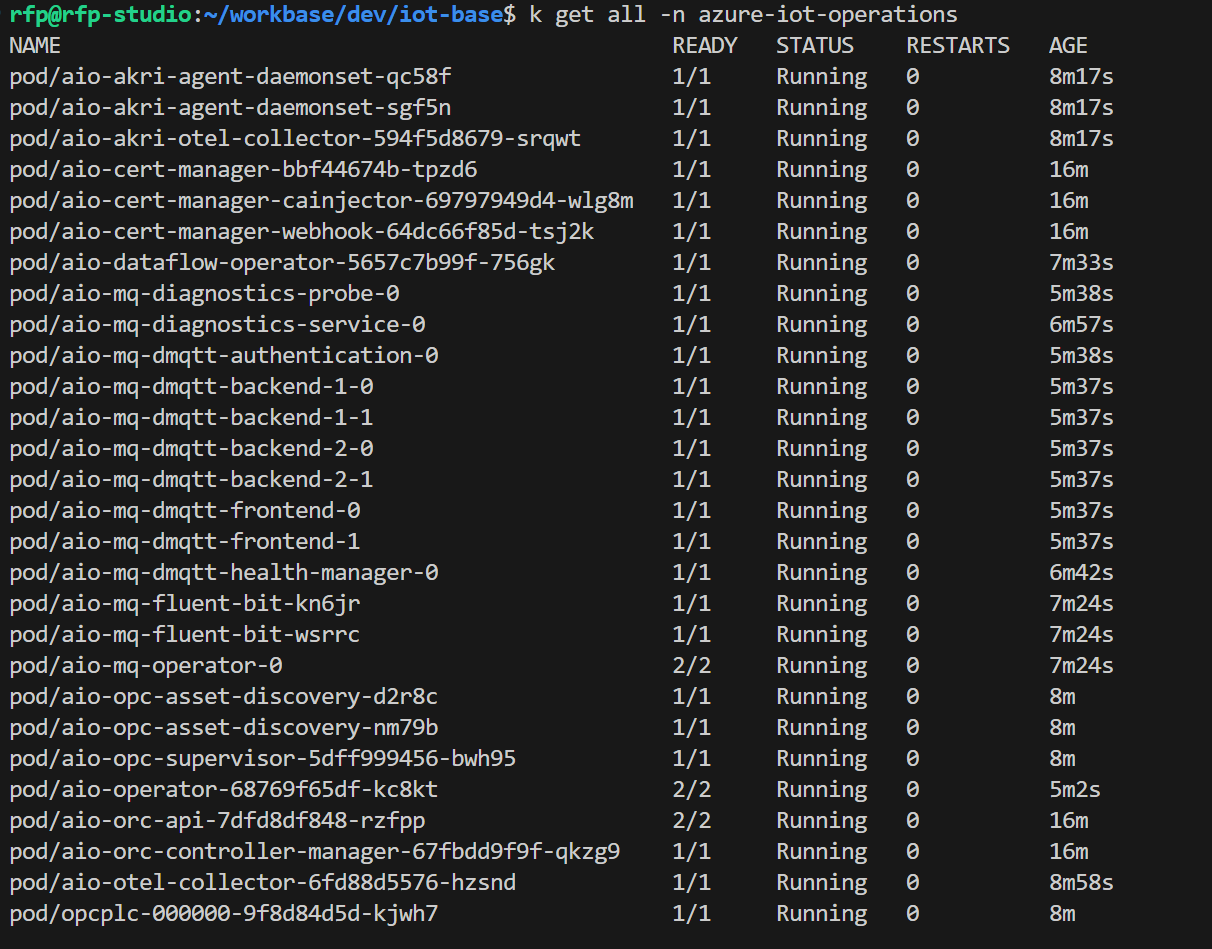 rfp@rfp-studio:~/workbase/dev/iot-base$ k get all -n azure-iot-operations
NAME READY STATUS RESTARTS AGE
pod/aio-akri-agent-daemonset-qc58f 1/1 Running 0 8m17s
pod/aio-akri-agent-daemonset-sgf5n 1/1 Running 0 8m17s
pod/aio-akri-otel-collector-594f5d8679-srqwt 1/1 Running 0 8m17s
pod/aio-cert-manager-bbf44674b-tpzd6 1/1 Running 0 16m
pod/aio-cert-manager-cainjector-69797949d4-wlg8m 1/1 Running 0 16m
pod/aio-cert-manager-webhook-64dc66f85d-tsj2k 1/1 Running 0 16m
pod/aio-dataflow-operator-5657c7b99f-756gk 1/1 Running 0 7m33s
pod/aio-mq-diagnostics-probe-0 1/1 Running 0 5m38s
pod/aio-mq-diagnostics-service-0 1/1 Running 0 6m57s
pod/aio-mq-dmqtt-authentication-0 1/1 Running 0 5m38s
pod/aio-mq-dmqtt-backend-1-0 1/1 Running 0 5m37s
pod/aio-mq-dmqtt-backend-1-1 1/1 Running 0 5m37s
pod/aio-mq-dmqtt-backend-2-0 1/1 Running 0 5m37s
pod/aio-mq-dmqtt-backend-2-1 1/1 Running 0 5m37s
pod/aio-mq-dmqtt-frontend-0 1/1 Running 0 5m37s
pod/aio-mq-dmqtt-frontend-1 1/1 Running 0 5m37s
pod/aio-mq-dmqtt-health-manager-0 1/1 Running 0 6m42s
pod/aio-mq-fluent-bit-kn6jr 1/1 Running 0 7m24s
pod/aio-mq-fluent-bit-wsrrc 1/1 Running 0 7m24s
pod/aio-mq-operator-0 2/2 Running 0 7m24s
pod/aio-opc-asset-discovery-d2r8c 1/1 Running 0 8m
pod/aio-opc-asset-discovery-nm79b 1/1 Running 0 8m
pod/aio-opc-supervisor-5dff999456-bwh95 1/1 Running 0 8m
pod/aio-operator-68769f65df-kc8kt 2/2 Running 0 5m2s
pod/aio-orc-api-7dfd8df848-rzfpp 2/2 Running 0 16m
pod/aio-orc-controller-manager-67fbdd9f9f-qkzg9 1/1 Running 0 16m
pod/aio-otel-collector-6fd88d5576-hzsnd 1/1 Running 0 8m58s
pod/opcplc-000000-9f8d84d5d-kjwh7 1/1 Running 0 8m